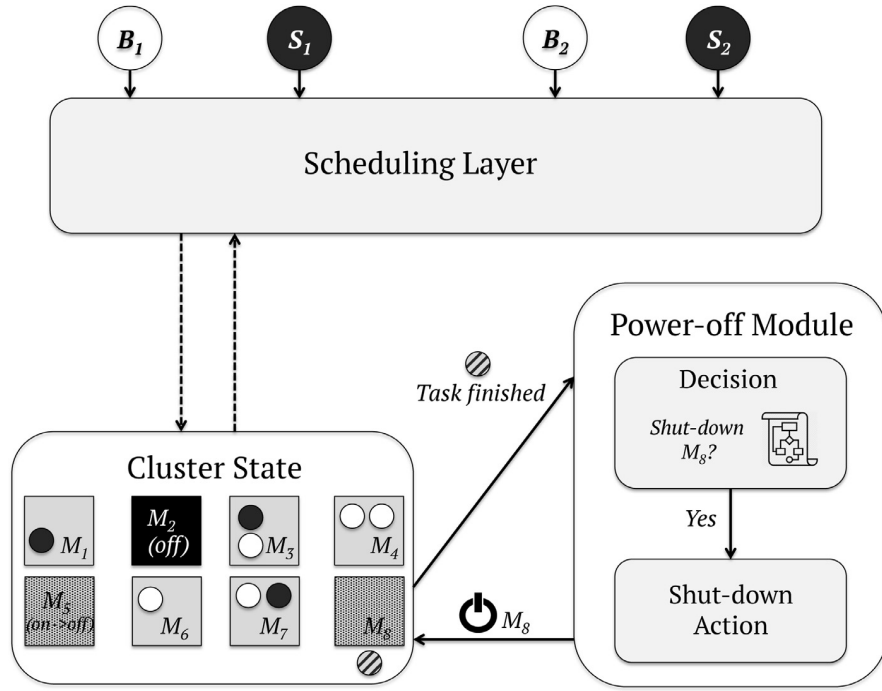 B1
S1
B2
S2
Scheduling Layer
Power-off Module
Decision
Shut-down
M8?
Yes
Shut-down
Action
Task finished
Cluster State
M1
M2
(off)
M3
M4
M5
(on->off)
M6
M7
M8
M8